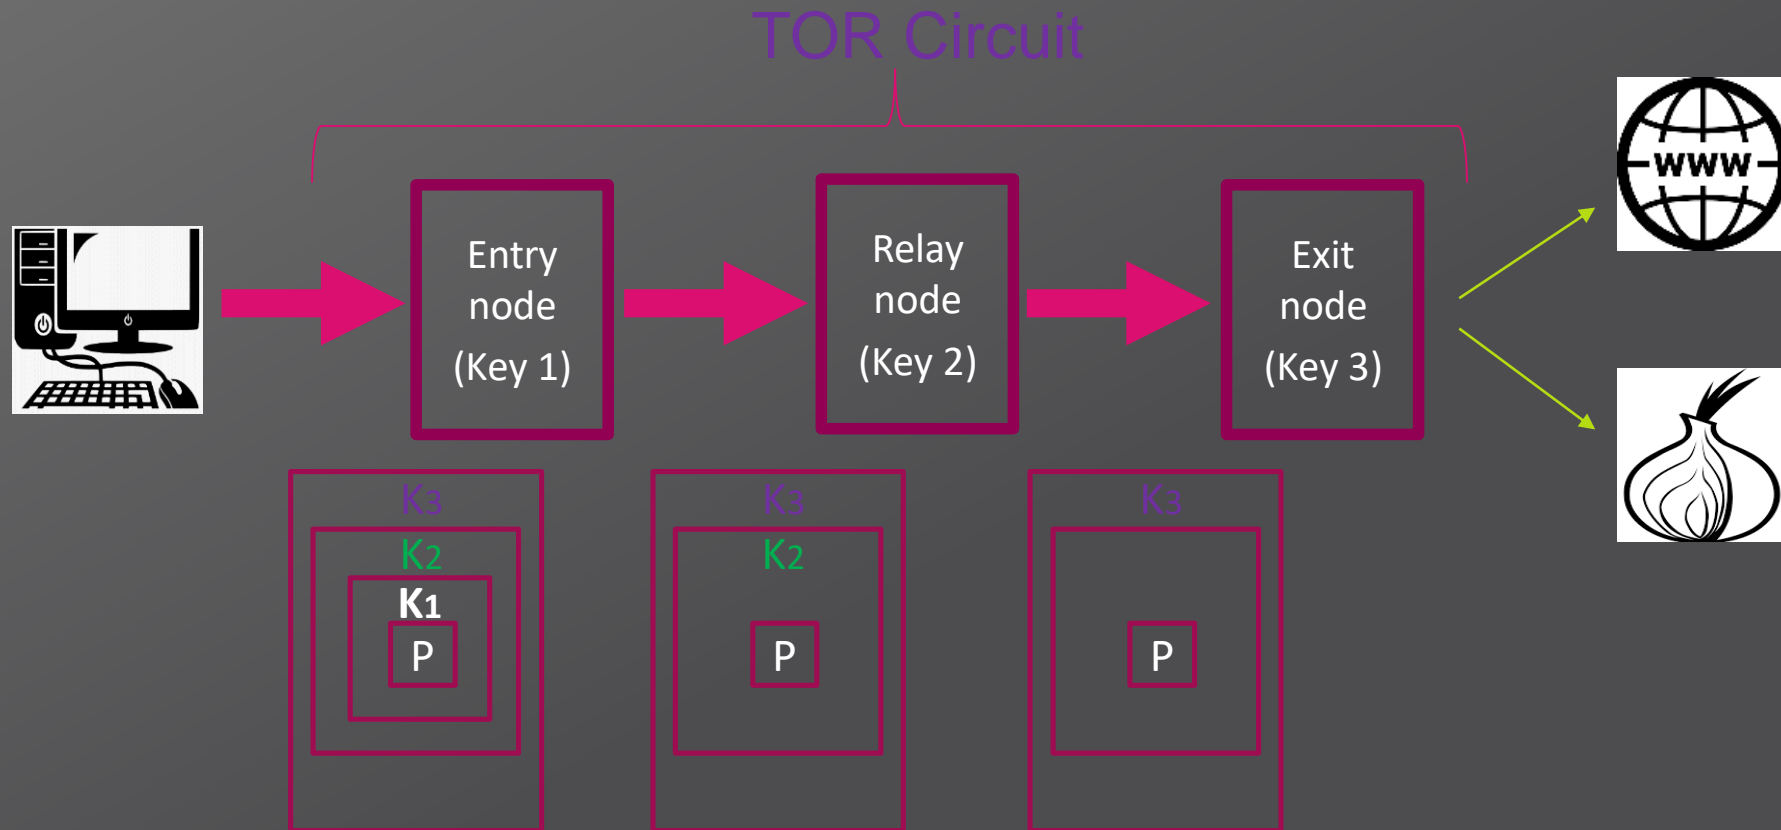 TOR Circuit
WWW
Entry
node
(Key 1)
Relay
node
(Key 2)
Exit
node
(Key 3)
K3
K2
K1
P
K3
K2
P
K3
P